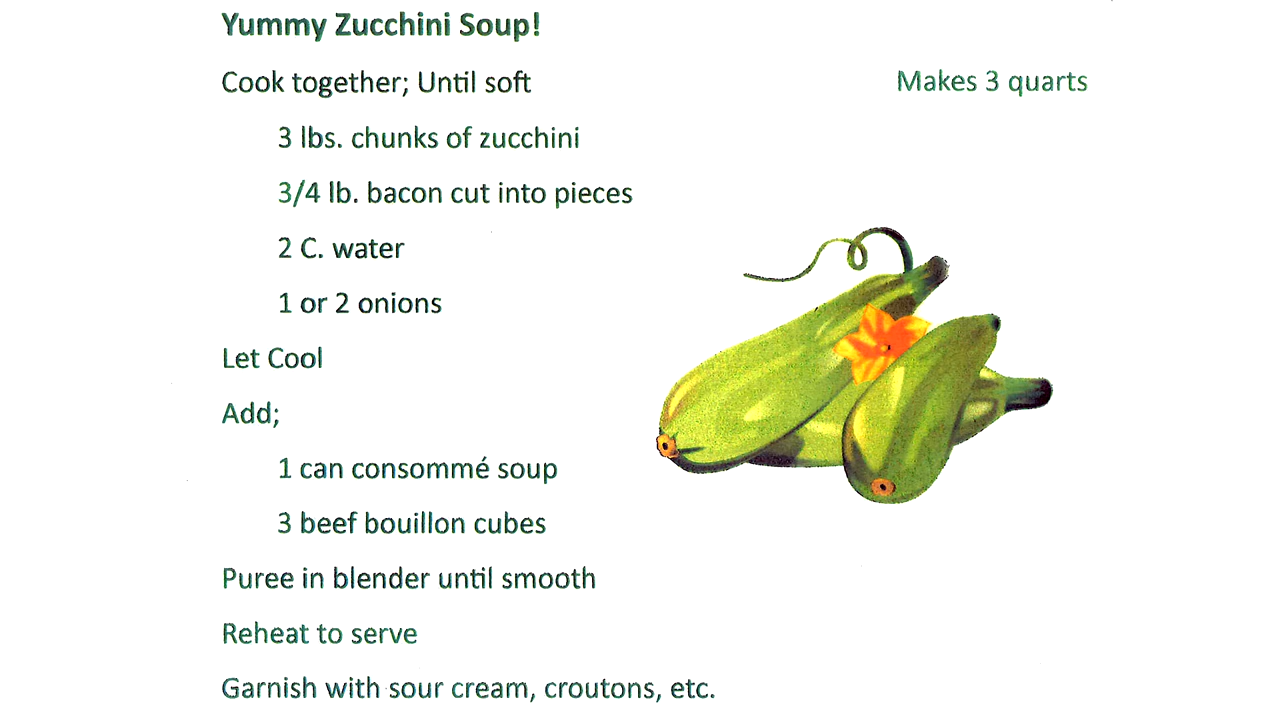 Yummy Zucchini Soup!
Cook together; Until soft
Makes 3 quarts
3 lbs. chunks of zucchini
3/4 lb. bacon cut into pieces
2 C. water
1 or 2 onions
Let Cool
Add;
1 can consommé soup
3 beef bouillon cubes
Puree in blender until smooth
Reheat to serve
Garnish with sour cream, croutons, etc.